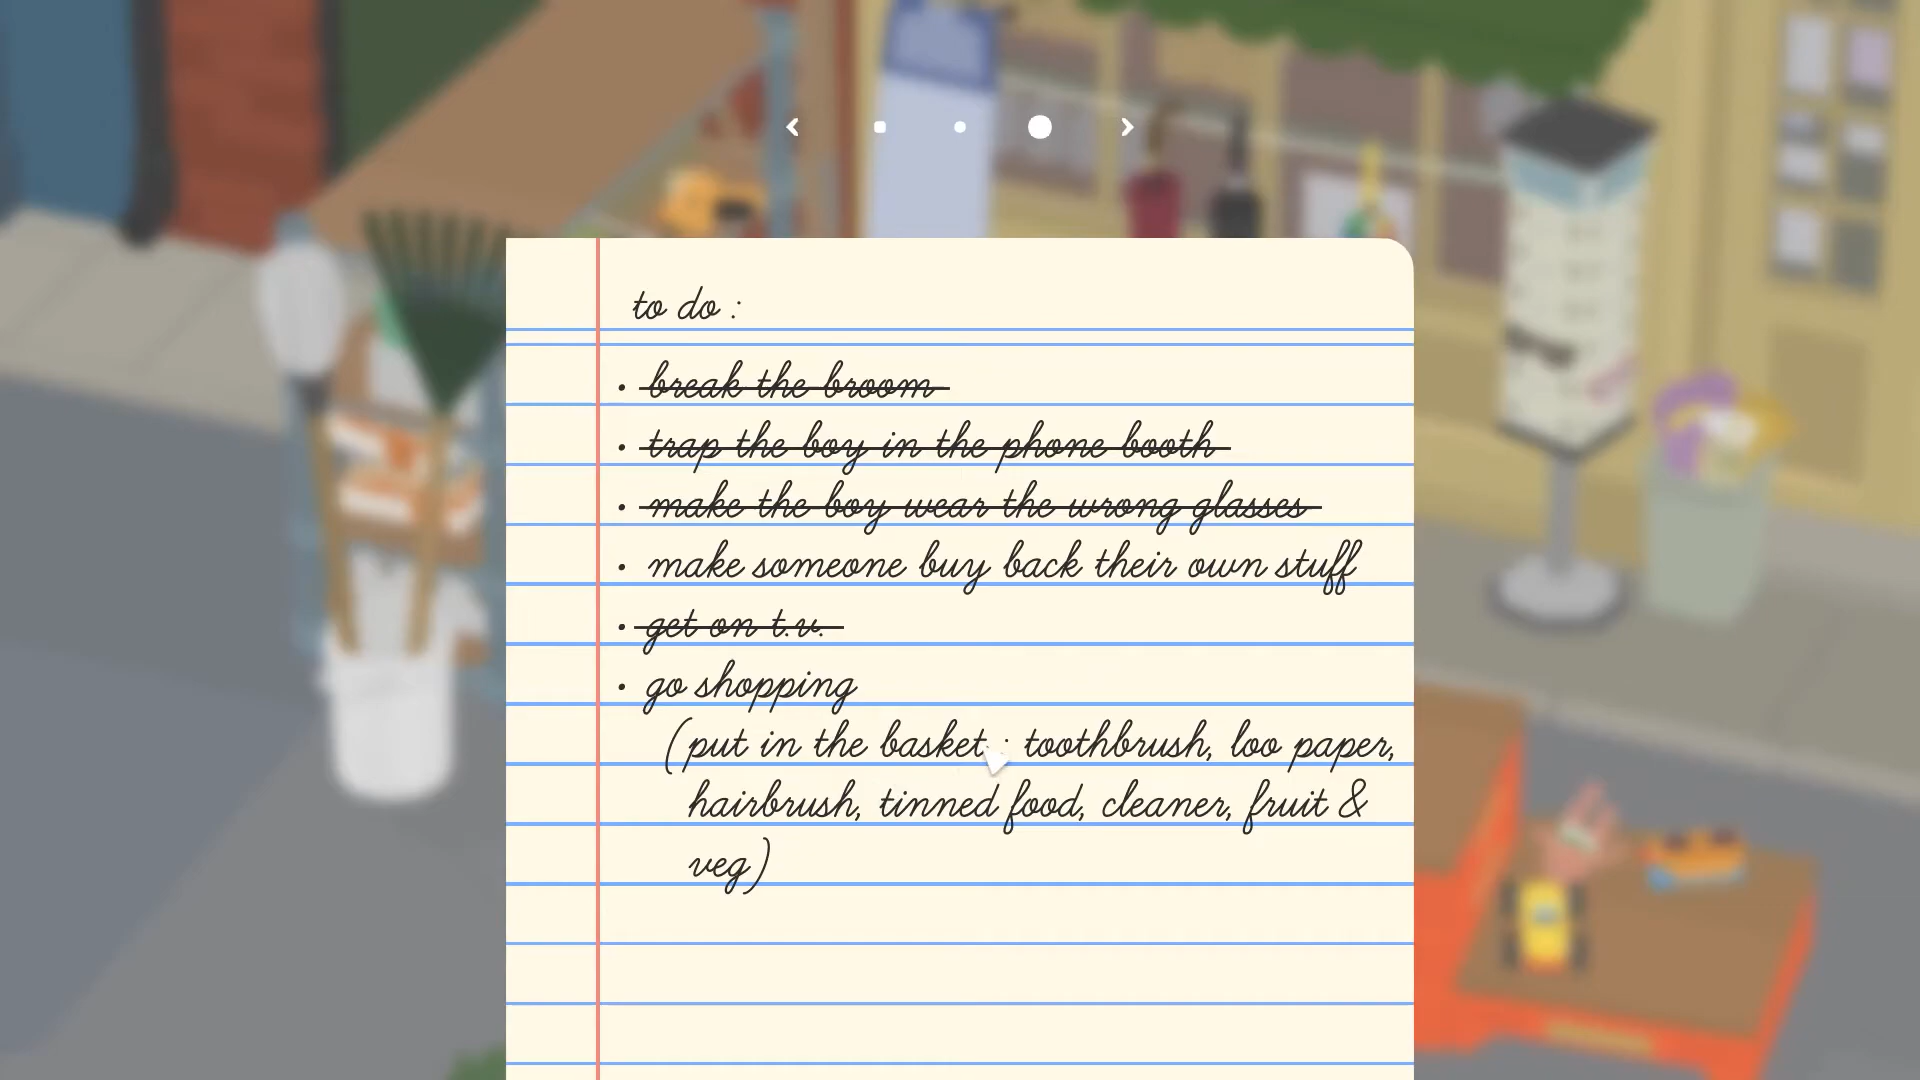 to do :
• break the broom
• trap the boy in the phone booth
• make the boy wear the wrong glasses
• make someone buy back their own stuff
• get on t.v.
• go shopping
(put in the basket : toothbrush, loo paper,
hairbrush, tinned food, cleaner, fruit &
veg)